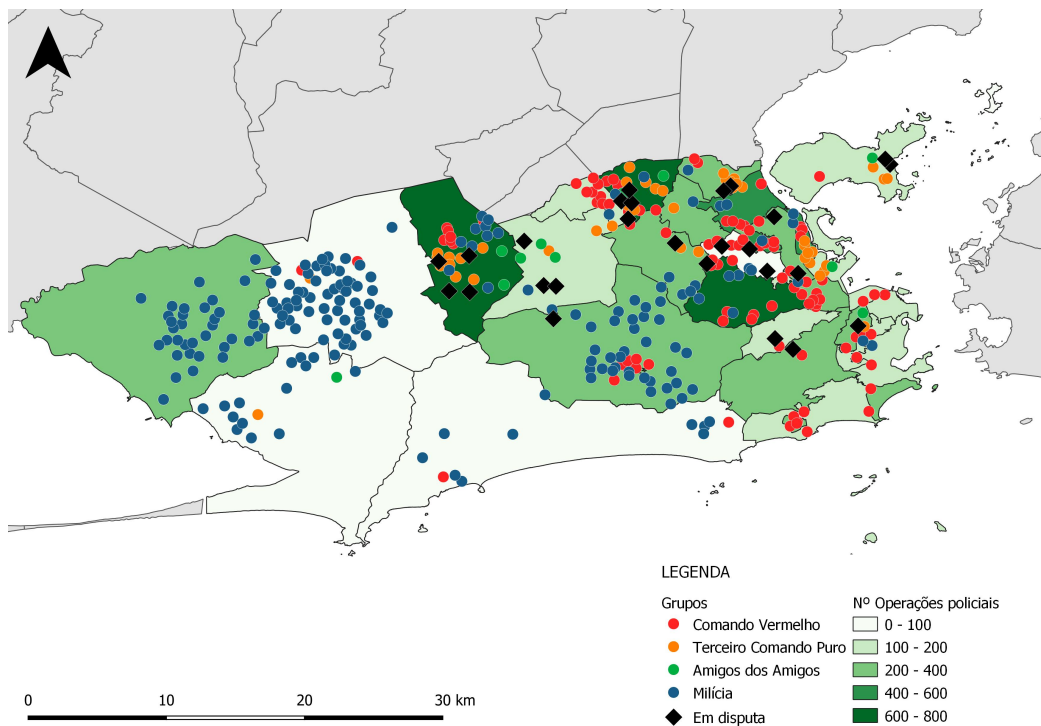 LEGENDA
Grupos
Comando Vermelho
Terceiro Comando Puro
Amigos dos Amigos
Milícia
Em disputa
Nº Operações policiais
0 - 100
100 - 200
200 - 400
400 - 600
600 - 800
0 10 20 30 km